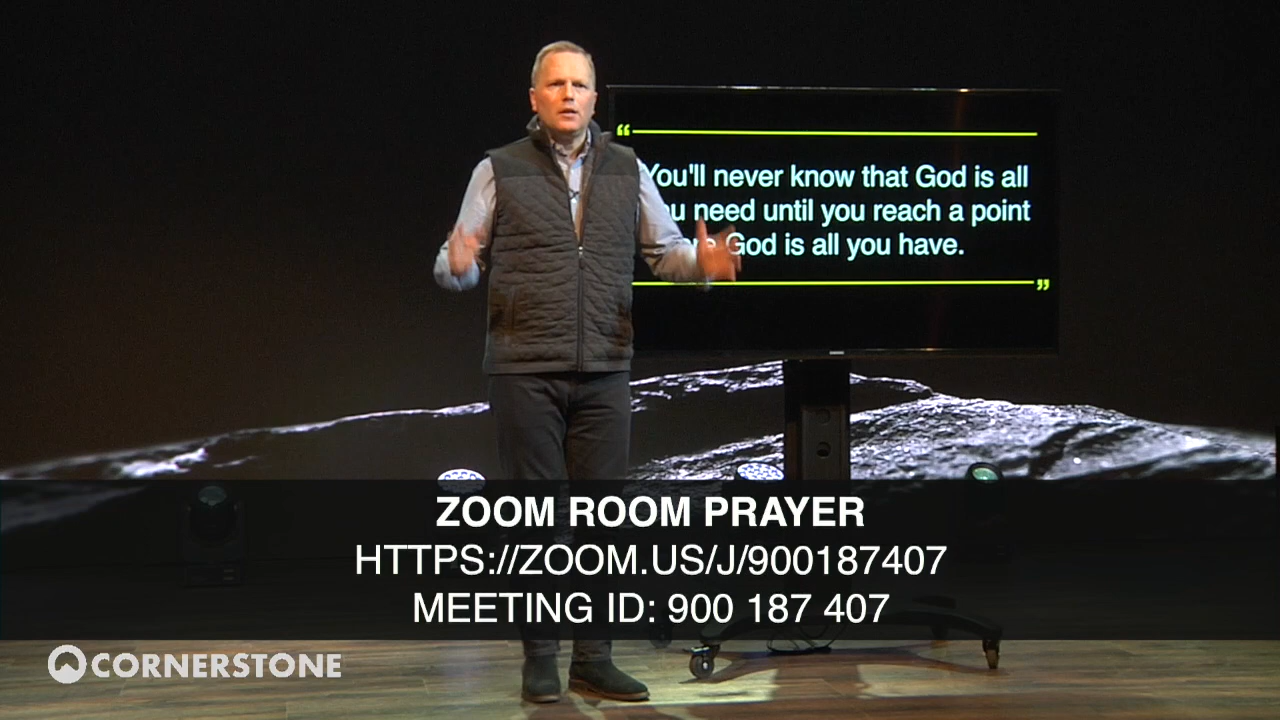 “
You'll never know that God is all
need until you reach a point
God is all you have.
”
ZOOM ROOM PRAYER
HTTPS://ZOOM.US/J/900187407
MEETING ID: 900 187 407
CORNERSTONE